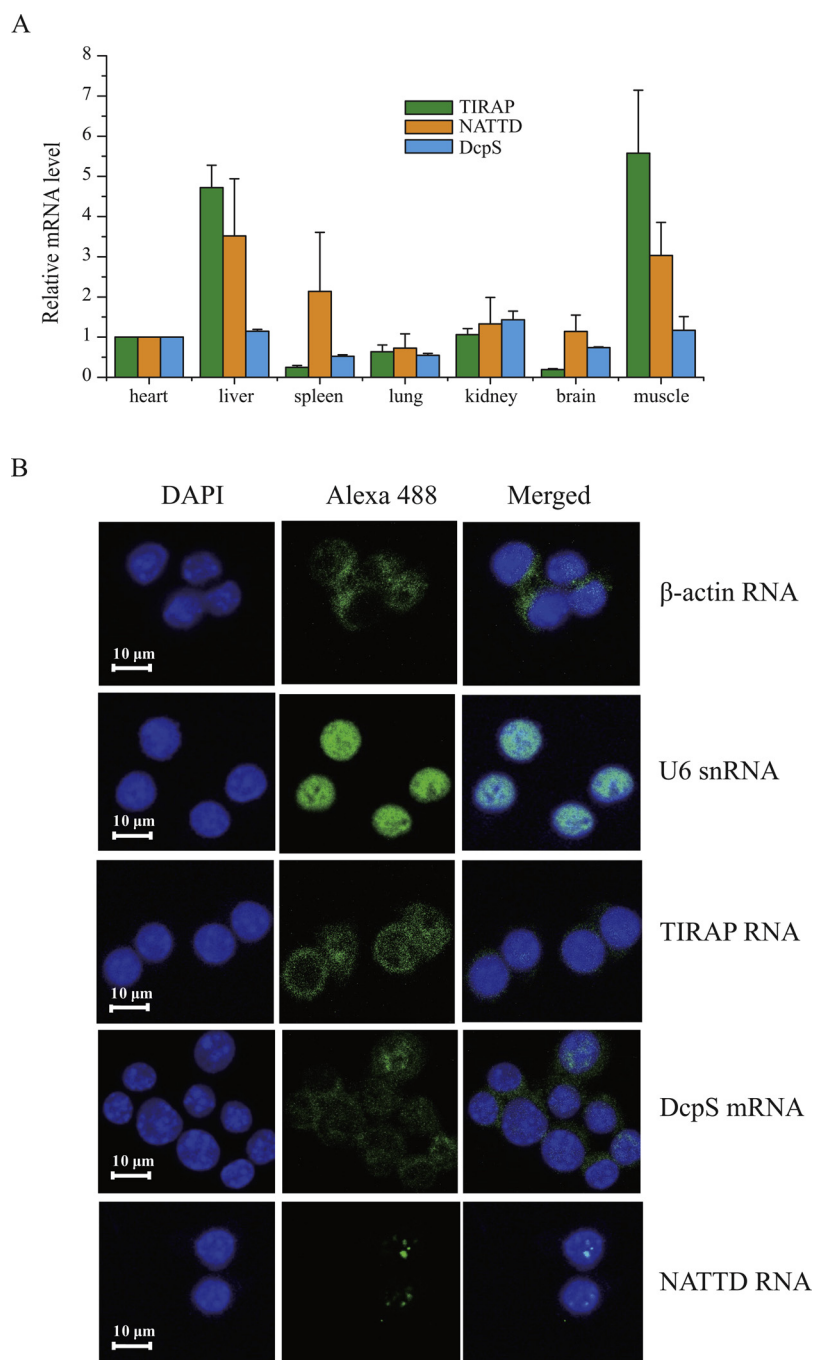 A
8
7
6
5
4
3
2
1
0
Relative mRNA level
TIRAP
NATTD
DcpS
heart liver spleen lung kidney brain muscle
B
DAPI Alexa 488 Merged
10 μm
β-actin RNA
10 μm
U6 snRNA
10 μm
TIRAP RNA
10 μm
DcpS mRNA
10 μm
NATTD RNA